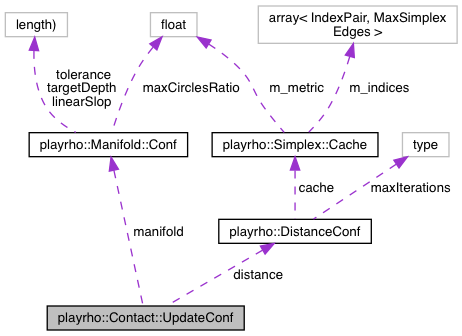 length)
float
array< IndexPair, MaxSimplex
Edges >
tolerance
targetDepth
linearSlop
maxCirclesRatio
m_metric
m_indices
playrho::Manifold::Conf
playrho::Simplex::Cache
type
cache
maxIterations
manifold
playrho::DistanceConf
distance
playrho::Contact::UpdateConf